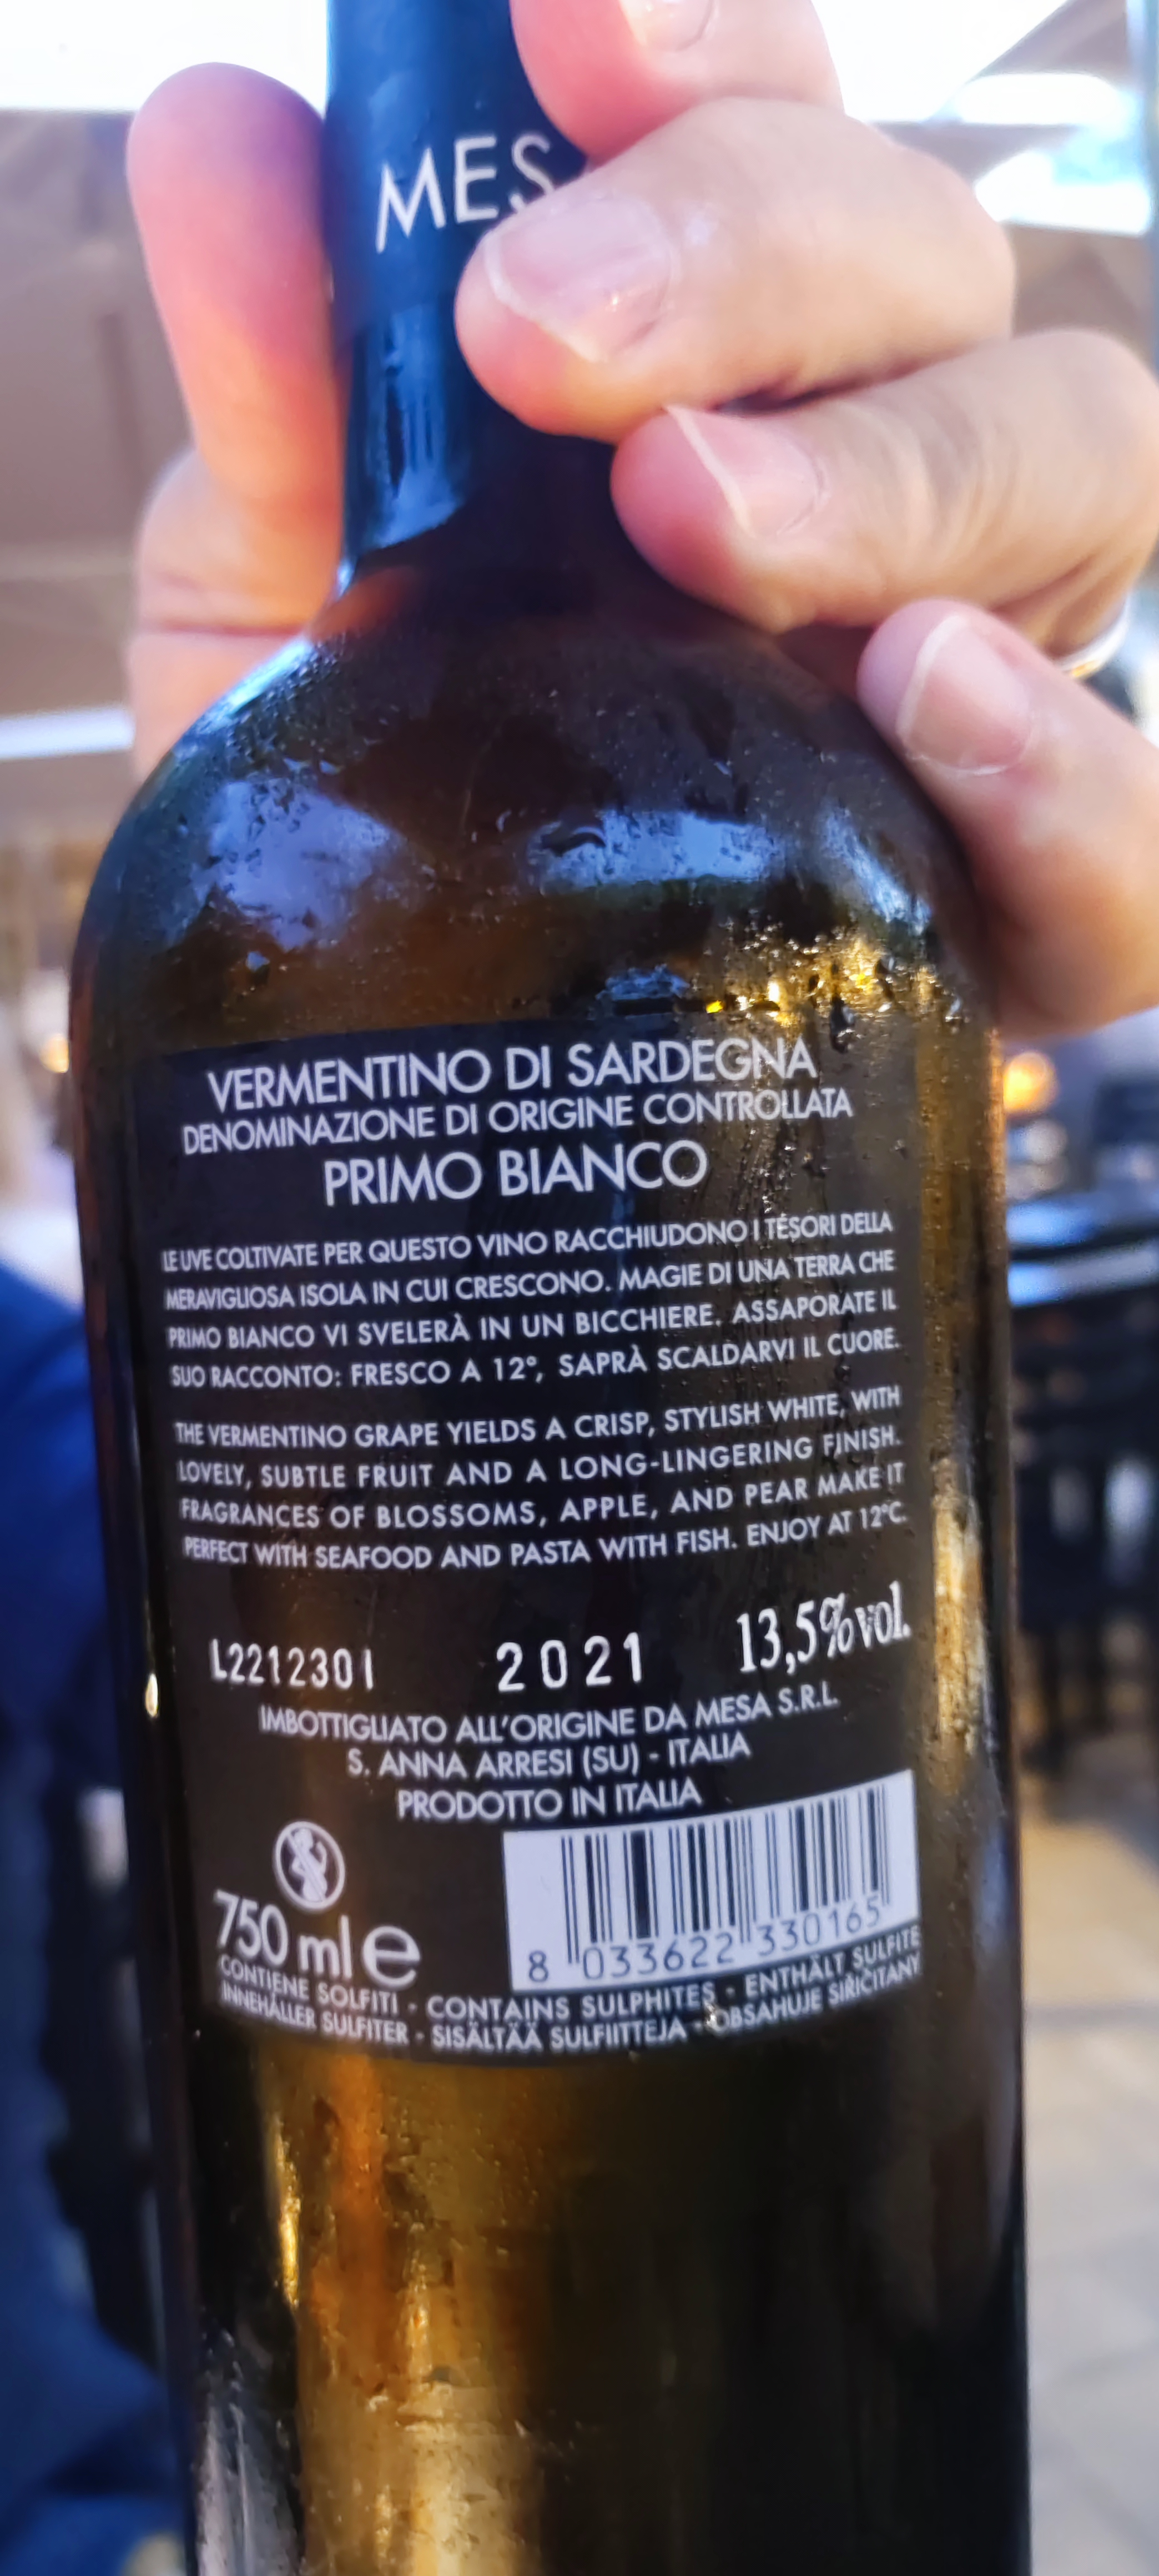 MES
VERMENTINO DI SARDEGNA
DENOMINAZIONE DI ORIGINE CONTROLLATA
PRIMO BIANCO
LE UVE COLTIVATE PER QUESTO VINO RACCHIUDONO I TESORI DELLA
MERAVIGLIOSA ISOLA IN CUI CRESCONO. MAGIE DI UNA TERRA CHE
PRIMO BIANCO VI SVELERÀ IN UN BICCHIERE. ASSAPORATE IL
SUO RACCONTO: FRESCO A 12°, SAPRÀ SCALDARVI IL CUORE.
THE VERMENTINO GRAPE YIELDS A CRISP, STYLISH WHITE, WITH
LOVELY, SUBTLE FRUIT AND A LONG-LINGERING FINISH.
FRAGRANCES OF BLOSSOMS, APPLE, AND PEAR MAKE IT
PERFECT WITH SEAFOOD AND PASTA WITH FISH. ENJOY AT 12°C.
L2212301 2021 13,5%vol.
IMBOTTIGLIATO ALL'ORIGINE DA MESA S.R.L.
S. ANNA ARRESI (SU) - ITALIA
PRODOTTO IN ITALIA
750 ml e
8 033622 330165
CONTIENE SOLFITI - CONTAINS SULPHITES - ENTHÄLT SULFITE
INNEHÅLLER SULFITER - SISÄLTÄÄ SULFIITTEJA - OBSAHUJE SIŘIČITANY